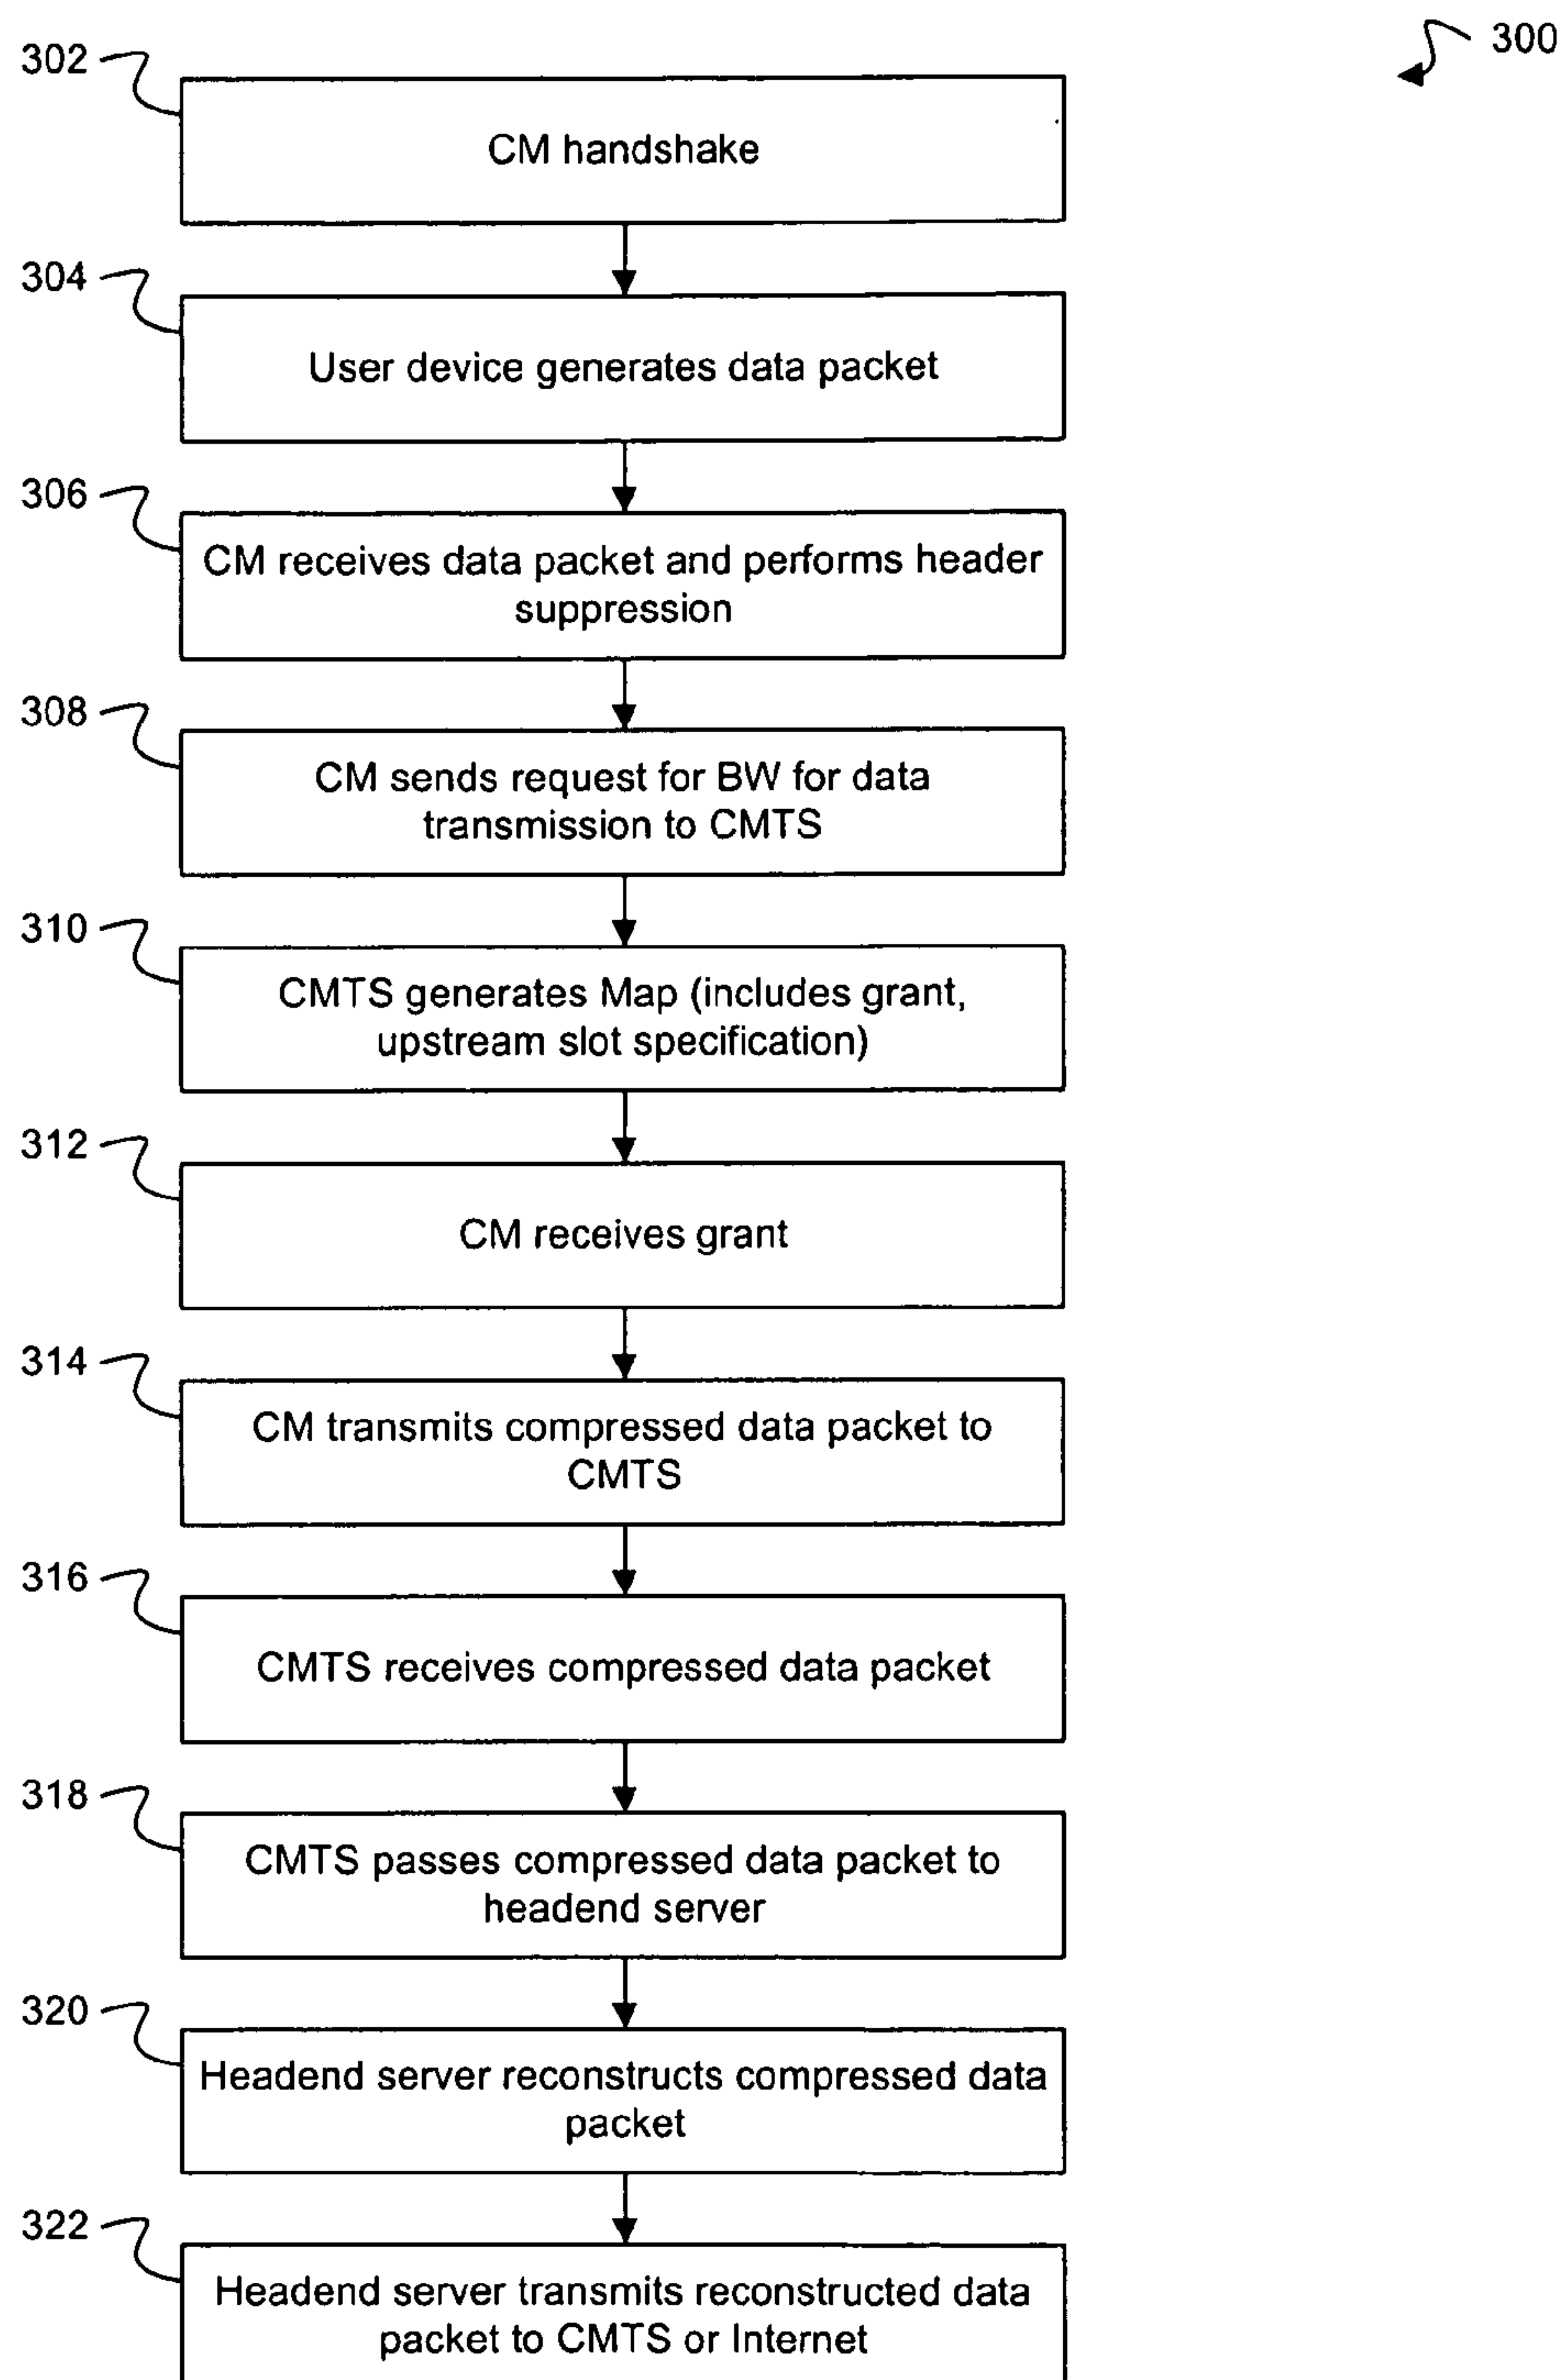 300
302
CM handshake
304
User device generates data packet
306
CM receives data packet and performs header
suppression
308
CM sends request for BW for data
transmission to CMTS
310
CMTS generates Map (includes grant,
upstream slot specification)
312
CM receives grant
314
CM transmits compressed data packet to
CMTS
316
CMTS receives compressed data packet
318
CMTS passes compressed data packet to
headend server
320
Headend server reconstructs compressed data
packet
322
Headend server transmits reconstructed data
packet to CMTS or Internet